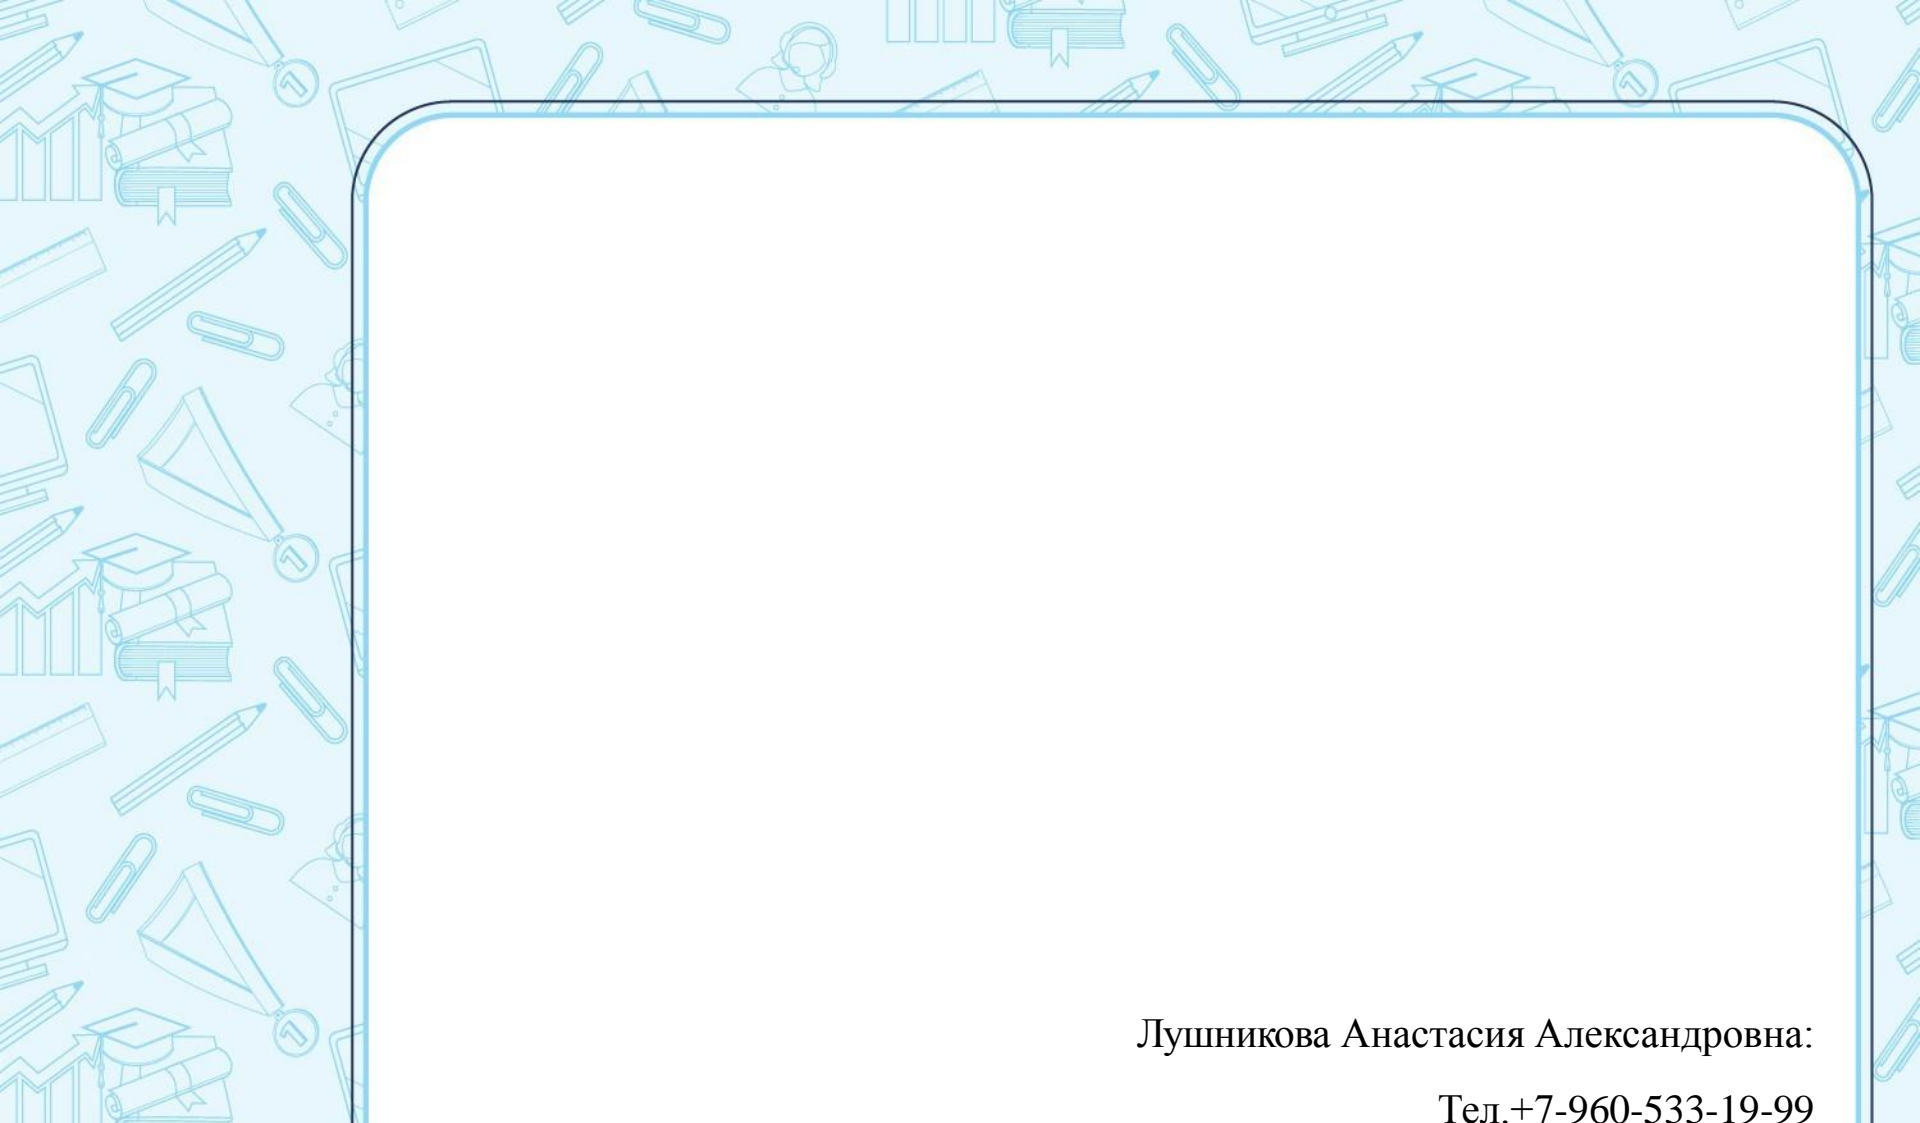 Лушникова Анастасия Александровна:
Тел.+7-960-533-19-99